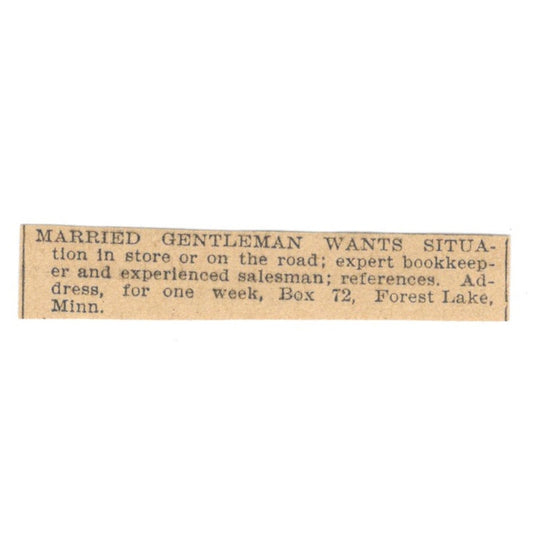 MARRIED GENTLEMAN WANTS SITUA-
tion in store or on the road; expert bookkeep-
er and experienced salesman; references. Ad-
dress, for one week, Box 72, Forest Lake,
Minn.